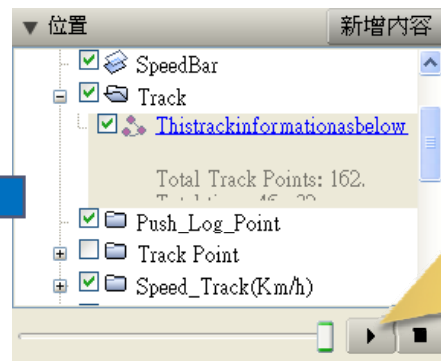 位置 新增內容
SpeedBar
Track
Thistrackinformationasbelow
Total Track Points: 162.
Push_Log_Point
Track Point
Speed_Track(Km/h)